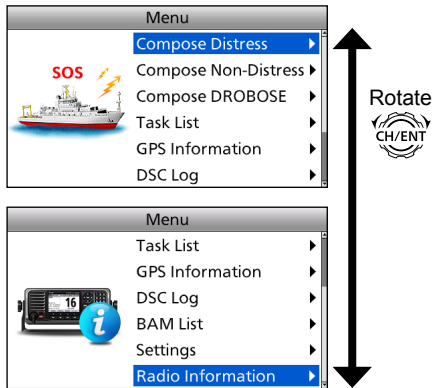 Menu
SOS
Compose Distress
Compose Non-Distress
Compose DROBOSE
Task List
GPS Information
DSC Log
Rotate
CH/ENT
Menu
16
i
Task List
GPS Information
DSC Log
BAM List
Settings
Radio Information